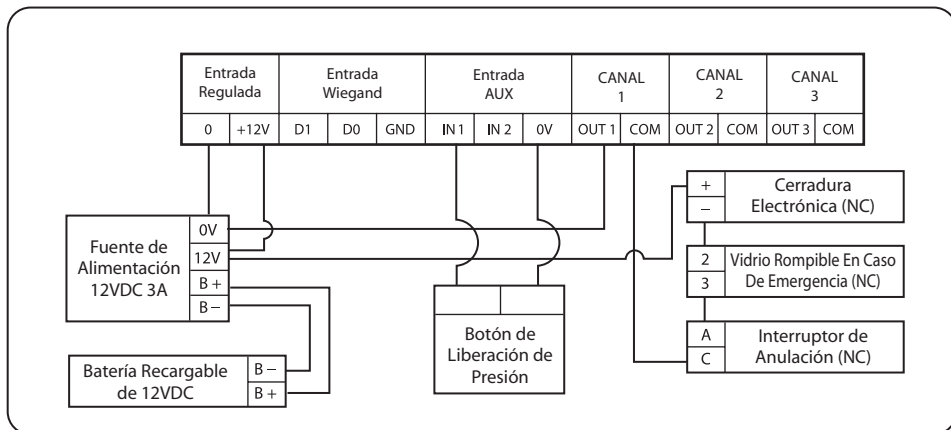 Entrada Regulada
Entrada Wiegand
Entrada AUX
CANAL 1
CANAL 2
CANAL 3
0
+12V
D1
D0
GND
IN 1
IN 2
0V
OUT 1
COM
OUT 2
COM
OUT 3
COM
Fuente de
Alimentación
12VDC 3A
0V
12V
B +
B –
Batería Recargable
de 12VDC
B –
B +
Botón de
Liberación de
Presión
+
–
Cerradura
Electrónica (NC)
2
3
Vidrio Rompible En Caso
De Emergencia (NC)
A
C
Interruptor de
Anulación (NC)